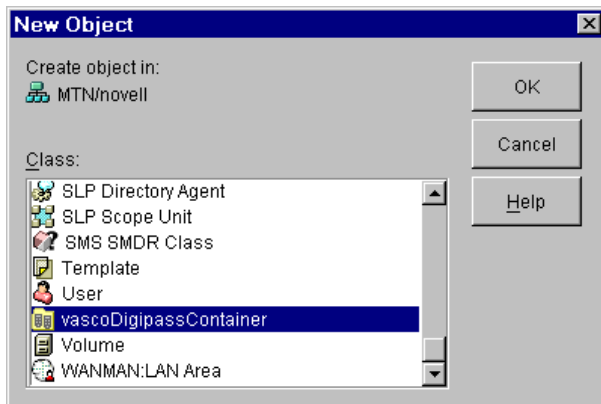 New Object
Create object in:
MTN/novell
OK
Cancel
Help
Class:
SLP Directory Agent
SLP Scope Unit
SMS SMDR Class
Template
User
vascoDigipassContainer
Volume
WANMAN:LAN Area